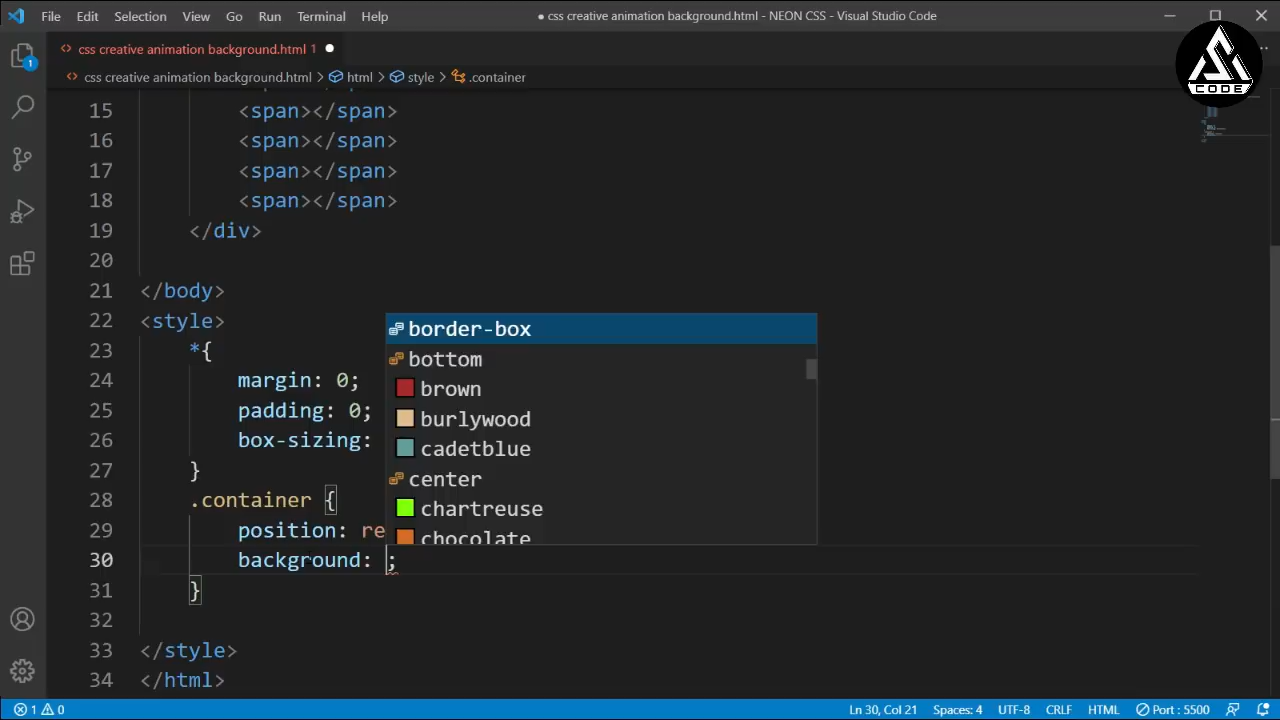 File Edit Selection View Go Run Terminal Help
● css creative animation background.html - NEON CSS - Visual Studio Code
css creative animation background.html 1 ●
css creative animation background.html > html > style > .container
CODE
15 <span></span>
16 <span></span>
17 <span></span>
18 <span></span>
19 </div>
20
21 </body>
22 <style>
23 *{
24 margin: 0;
25 padding: 0;
26 box-sizing:
27 }
28 .container {
29 position: re
30 background: ;
31 }
32
33 </style>
34 </html>
border-box
bottom
brown
burlywood
cadetblue
center
chartreuse
chocolate
1
1 0
Ln 30, Col 21 Spaces: 4 UTF-8 CRLF HTML Port : 5500